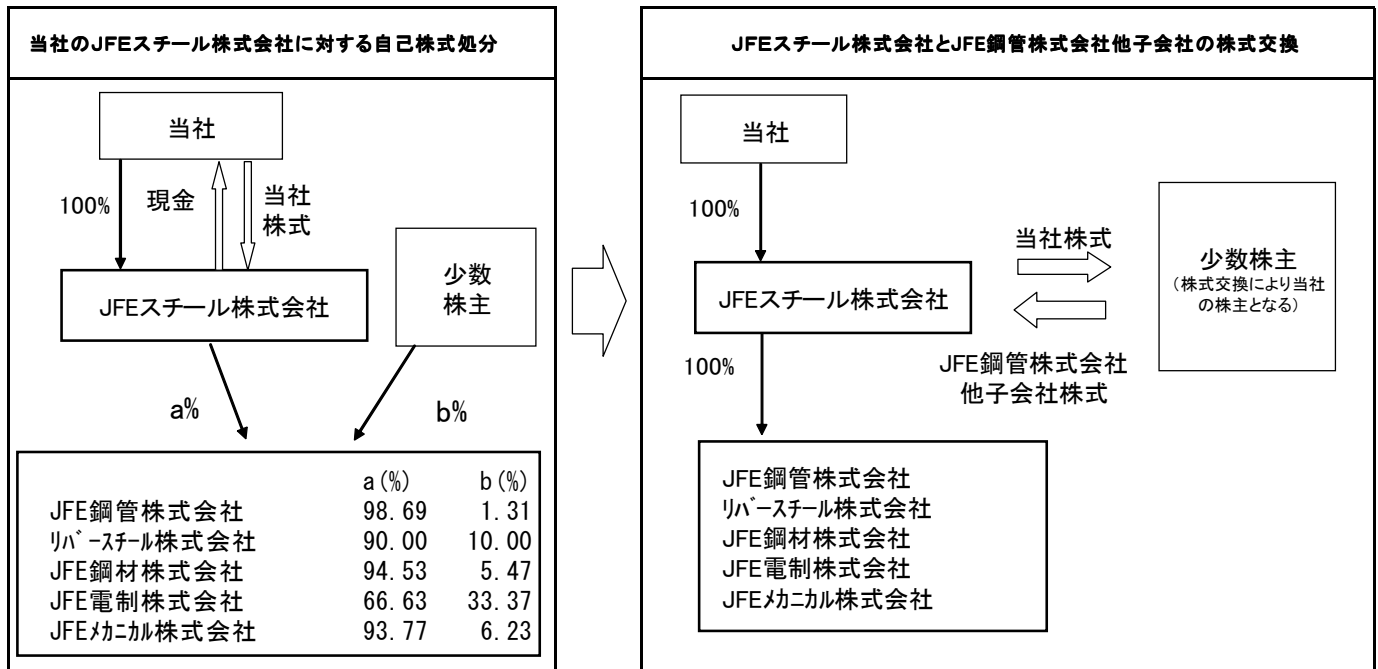 当社のJFEスチール株式会社に対する自己株式処分
当社
100%
現金
当社
株式
少数
株主
JFEスチール株式会社
a%
b%
a(%) b(%)
JFE鋼管株式会社 98.69 1.31
ﾘﾊﾞｰｽﾁｰﾙ株式会社 90.00 10.00
JFE鋼材株式会社 94.53 5.47
JFE電制株式会社 66.63 33.37
JFEﾒｶﾆｶﾙ株式会社 93.77 6.23
JFEスチール株式会社とJFE鋼管株式会社他子会社の株式交換
当社
100%
当社株式
少数株主
(株式交換により当社
の株主となる)
JFEスチール株式会社
100%
JFE鋼管株式会社
他子会社株式
JFE鋼管株式会社
ﾘﾊﾞｰｽﾁｰﾙ株式会社
JFE鋼材株式会社
JFE電制株式会社
JFEﾒｶﾆｶﾙ株式会社